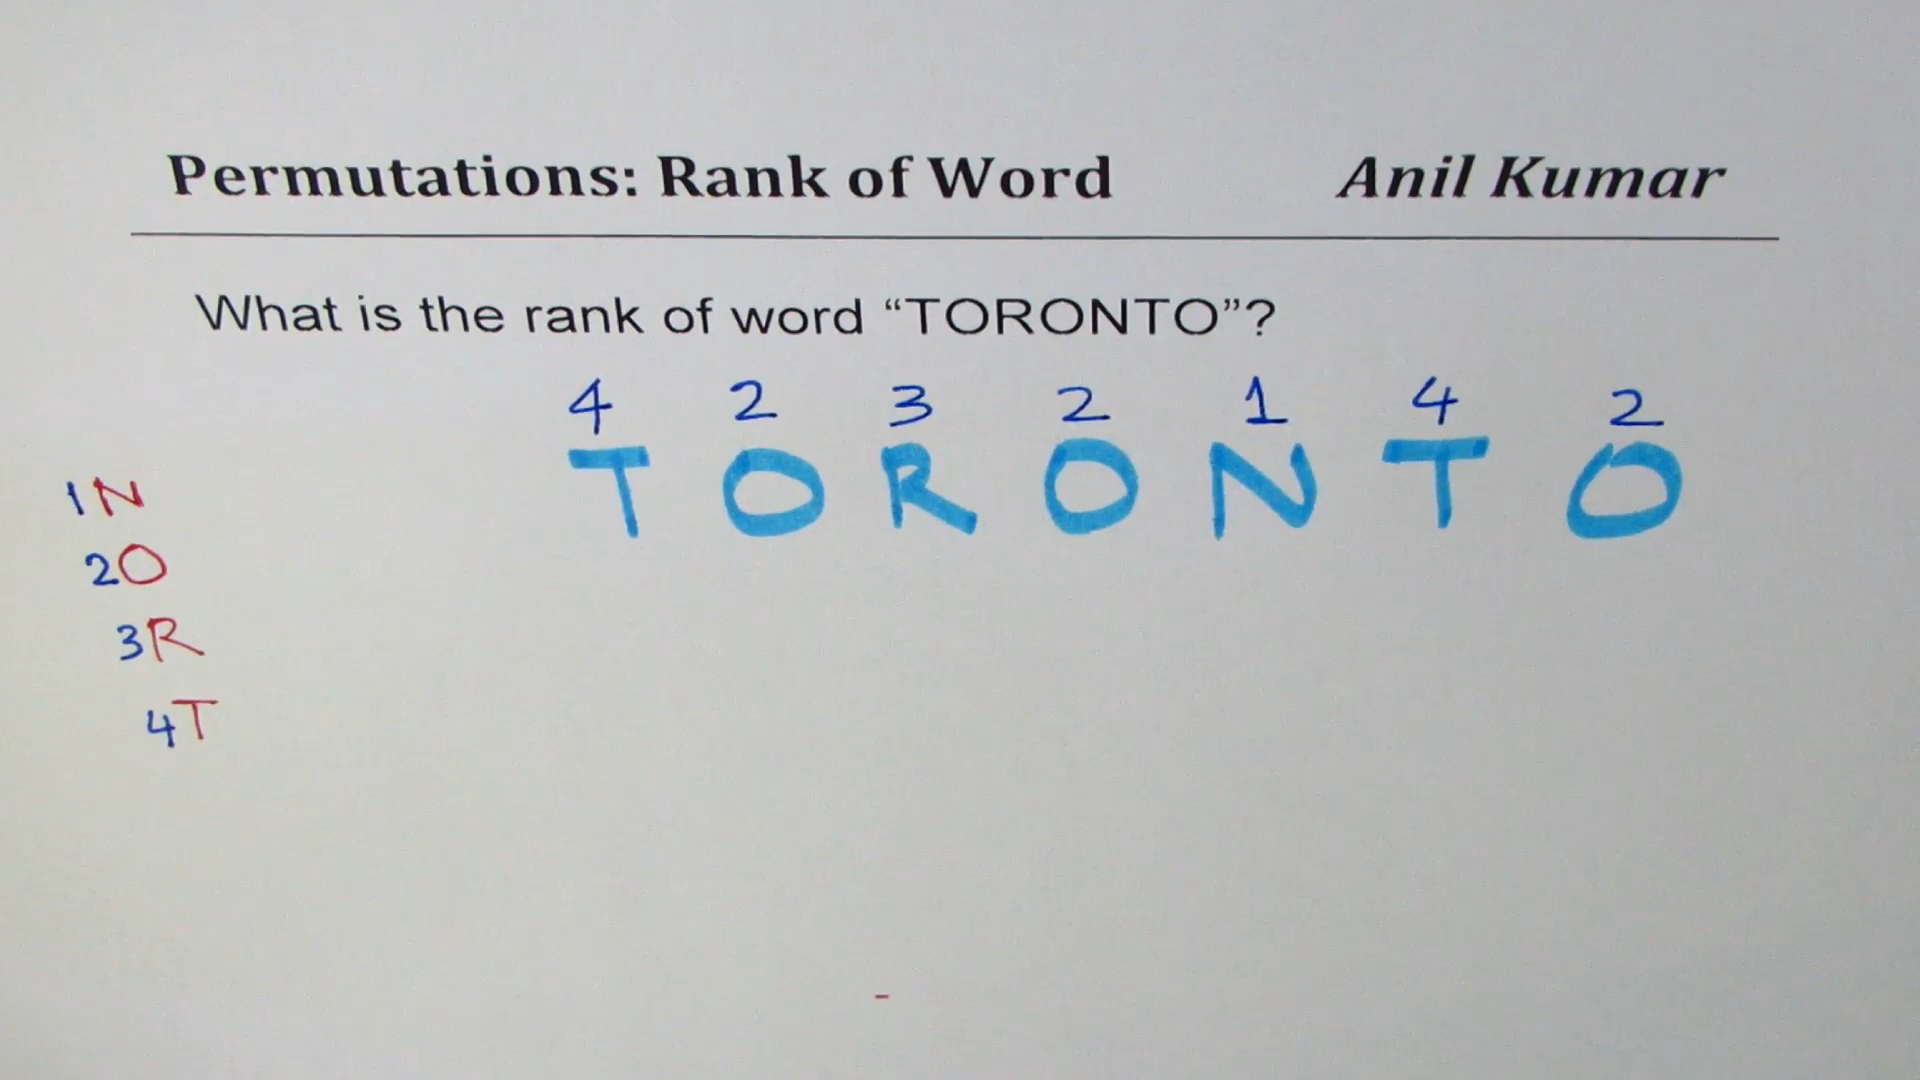 Permutations: Rank of Word Anil Kumar
What is the rank of word “TORONTO”?
4 2 3 2 1 4 2
T O R O N T O
1N
2O
3R
4T